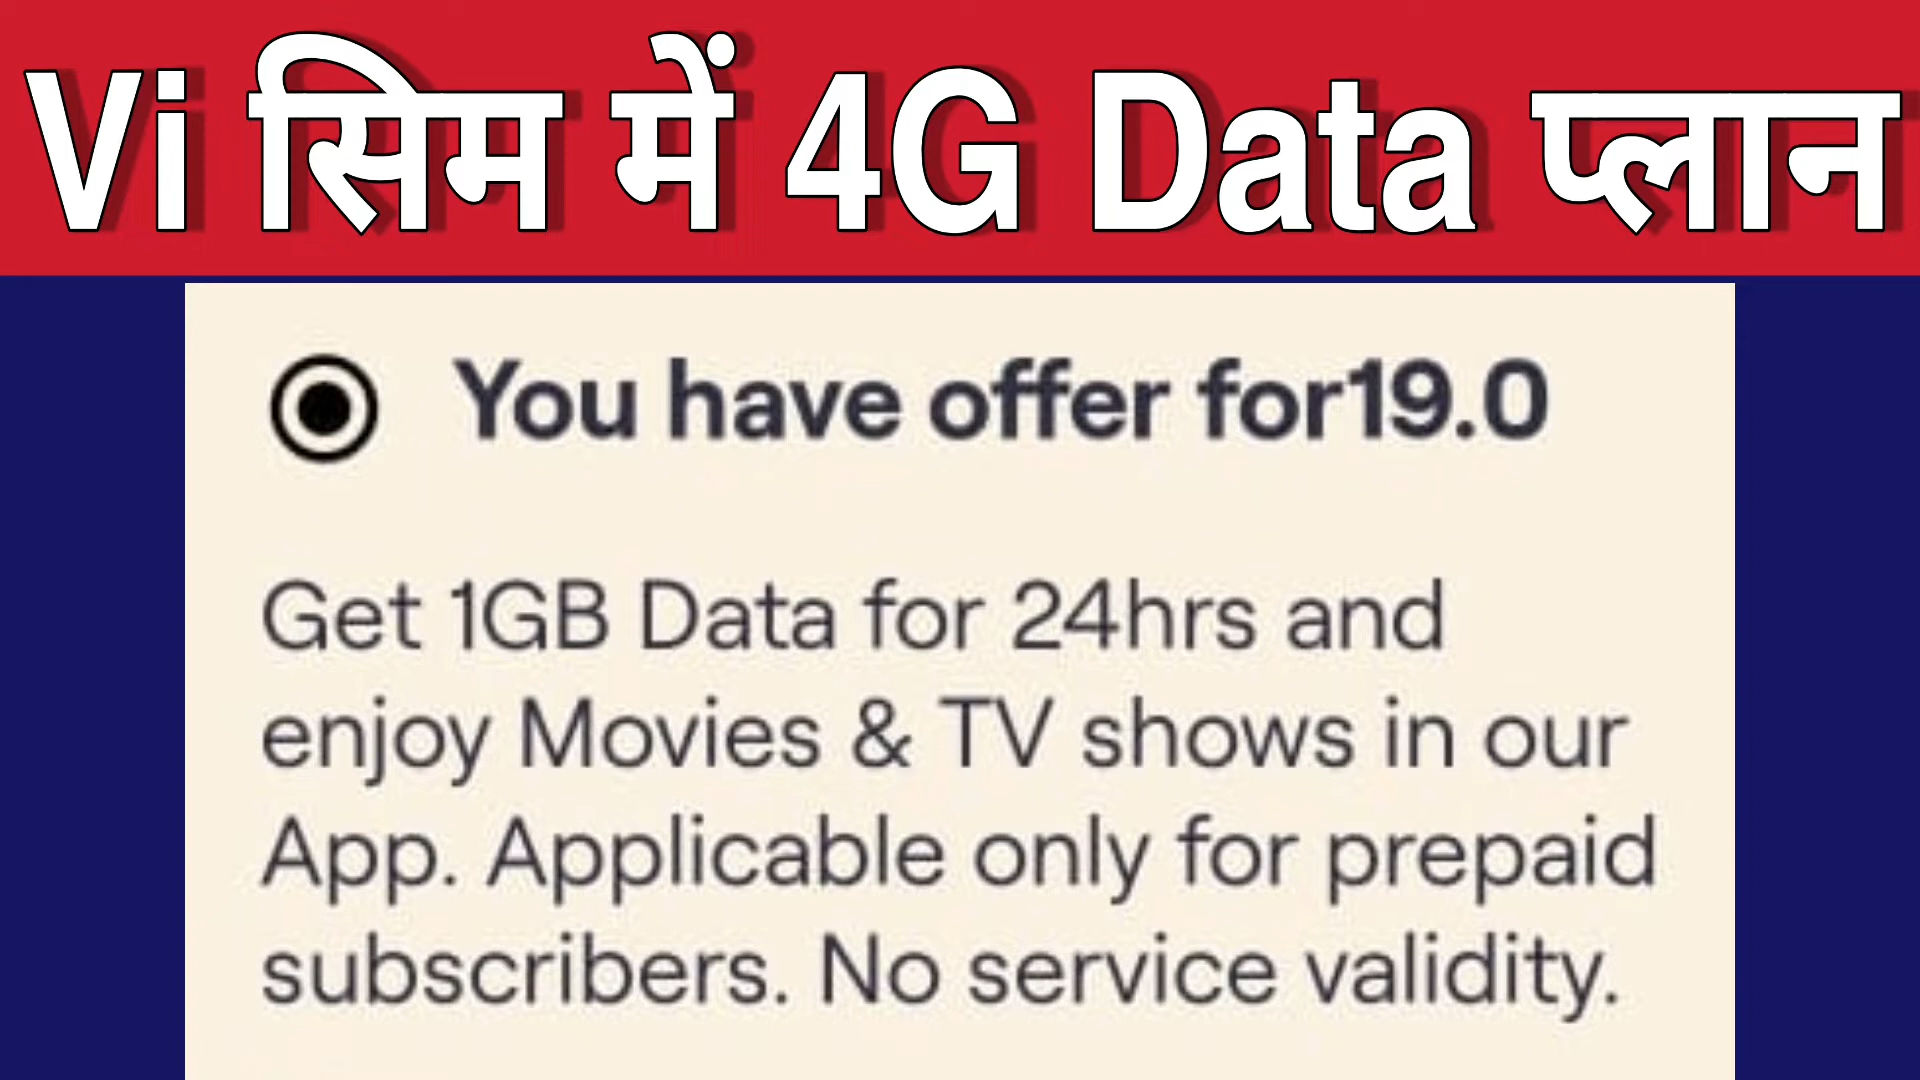 Vi सिम में 4G Data प्लान
You have offer for19.0
Get 1GB Data for 24hrs and
enjoy Movies & TV shows in our
App. Applicable only for prepaid
subscribers. No service validity.